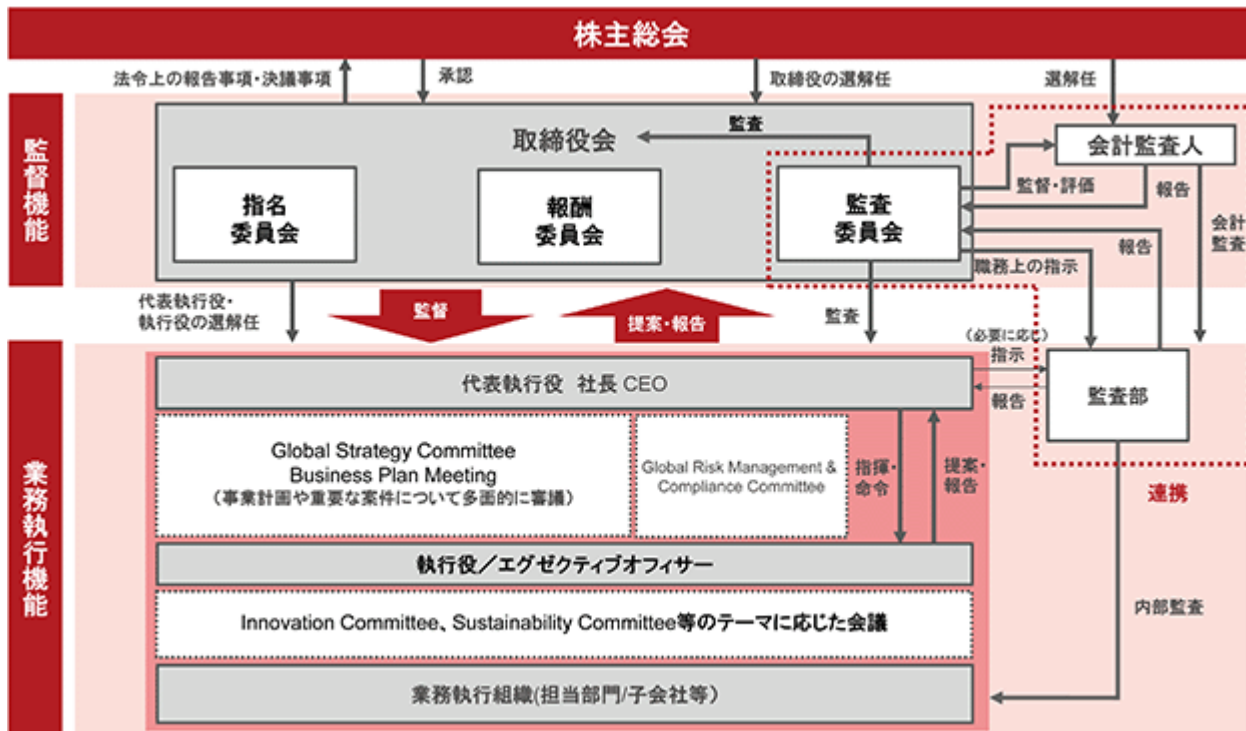 株主総会
法令上の報告事項・決議事項
承認
取締役の選解任
選解任
監督機能
取締役会
監査
会計監査人
指名
委員会
報酬
委員会
監査
委員会
監督・評価
報告
会計
監査
報告
職務上の指示
代表執行役・
執行役の選解任
監督
提案・報告
監査
業務執行機能
代表執行役 社長 CEO
(必要に応じ)
指示
報告
監査部
Global Strategy Committee
Business Plan Meeting
(事業計画や重要な案件について多面的に審議)
Global Risk Management &
Compliance Committee
指揮・
命令
提案・
報告
連携
執行役／エグゼクティブオフィサー
Innovation Committee、Sustainability Committee等のテーマに応じた会議
内部監査
業務執行組織(担当部門/子会社等)